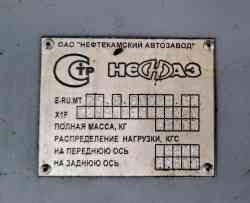 ОАО "НЕФТЕКАМСКИЙ АВТОЗАВОД"
СТР НЕФАЗ
E-RU.MT
X1F
ПОЛНАЯ МАССА, КГ
РАСПРЕДЕЛЕНИЕ НАГРУЗКИ, КГС
НА ПЕРЕДНЮЮ ОСЬ
НА ЗАДНЮЮ ОСЬ